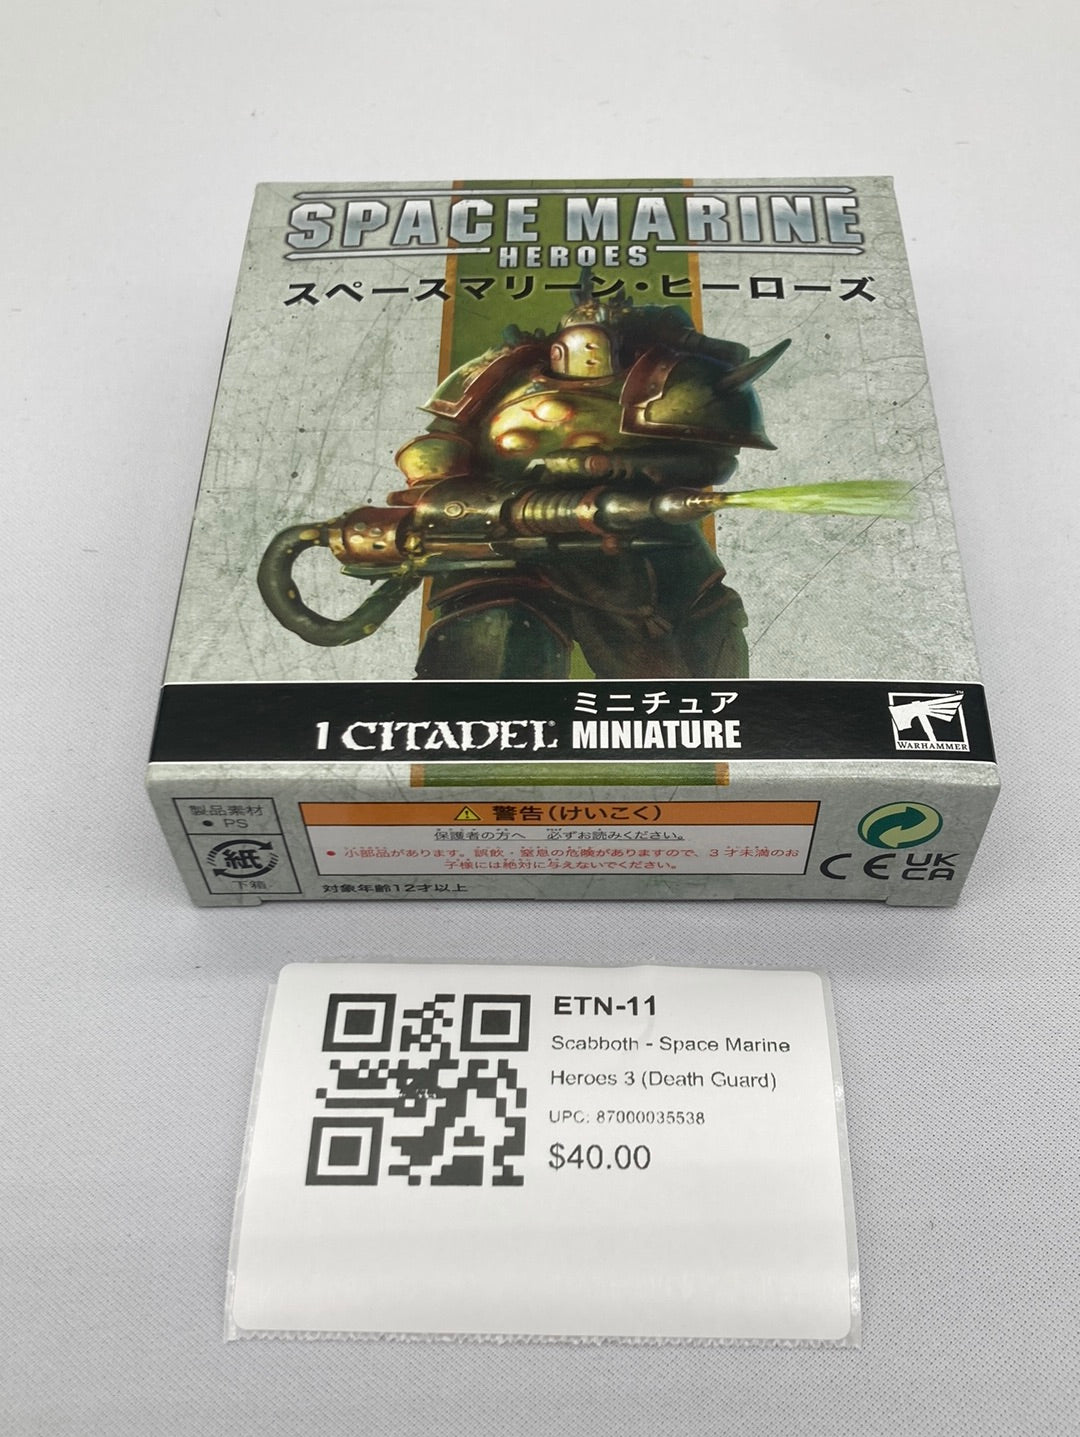 SPACE MARINE
HEROES
スペースマリーン・ヒーローズ
ミニチュア
1 CITADEL MINIATURE
WARHAMMER
TM
製品素材
● PS
紙
下箱
⚠ 警告(けいこく)
保護者の方へ 必ずお読みください。
● 小部品があります。誤飲・窒息の危険がありますので、3才未満のお
子様には絶対に与えないでください。
対象年齢12才以上
CE UK
CA
ETN-11
Scabboth - Space Marine
Heroes 3 (Death Guard)
UPC: 87000035538
$40.00